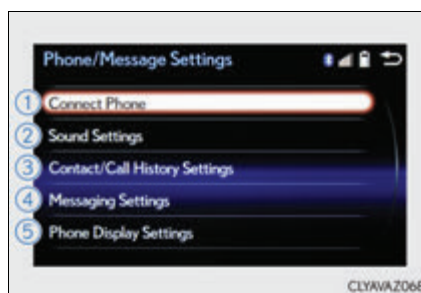 Phone/Message Settings
1 Connect Phone
2 Sound Settings
3 Contact/Call History Settings
4 Messaging Settings
5 Phone Display Settings
CLYAVAZ068